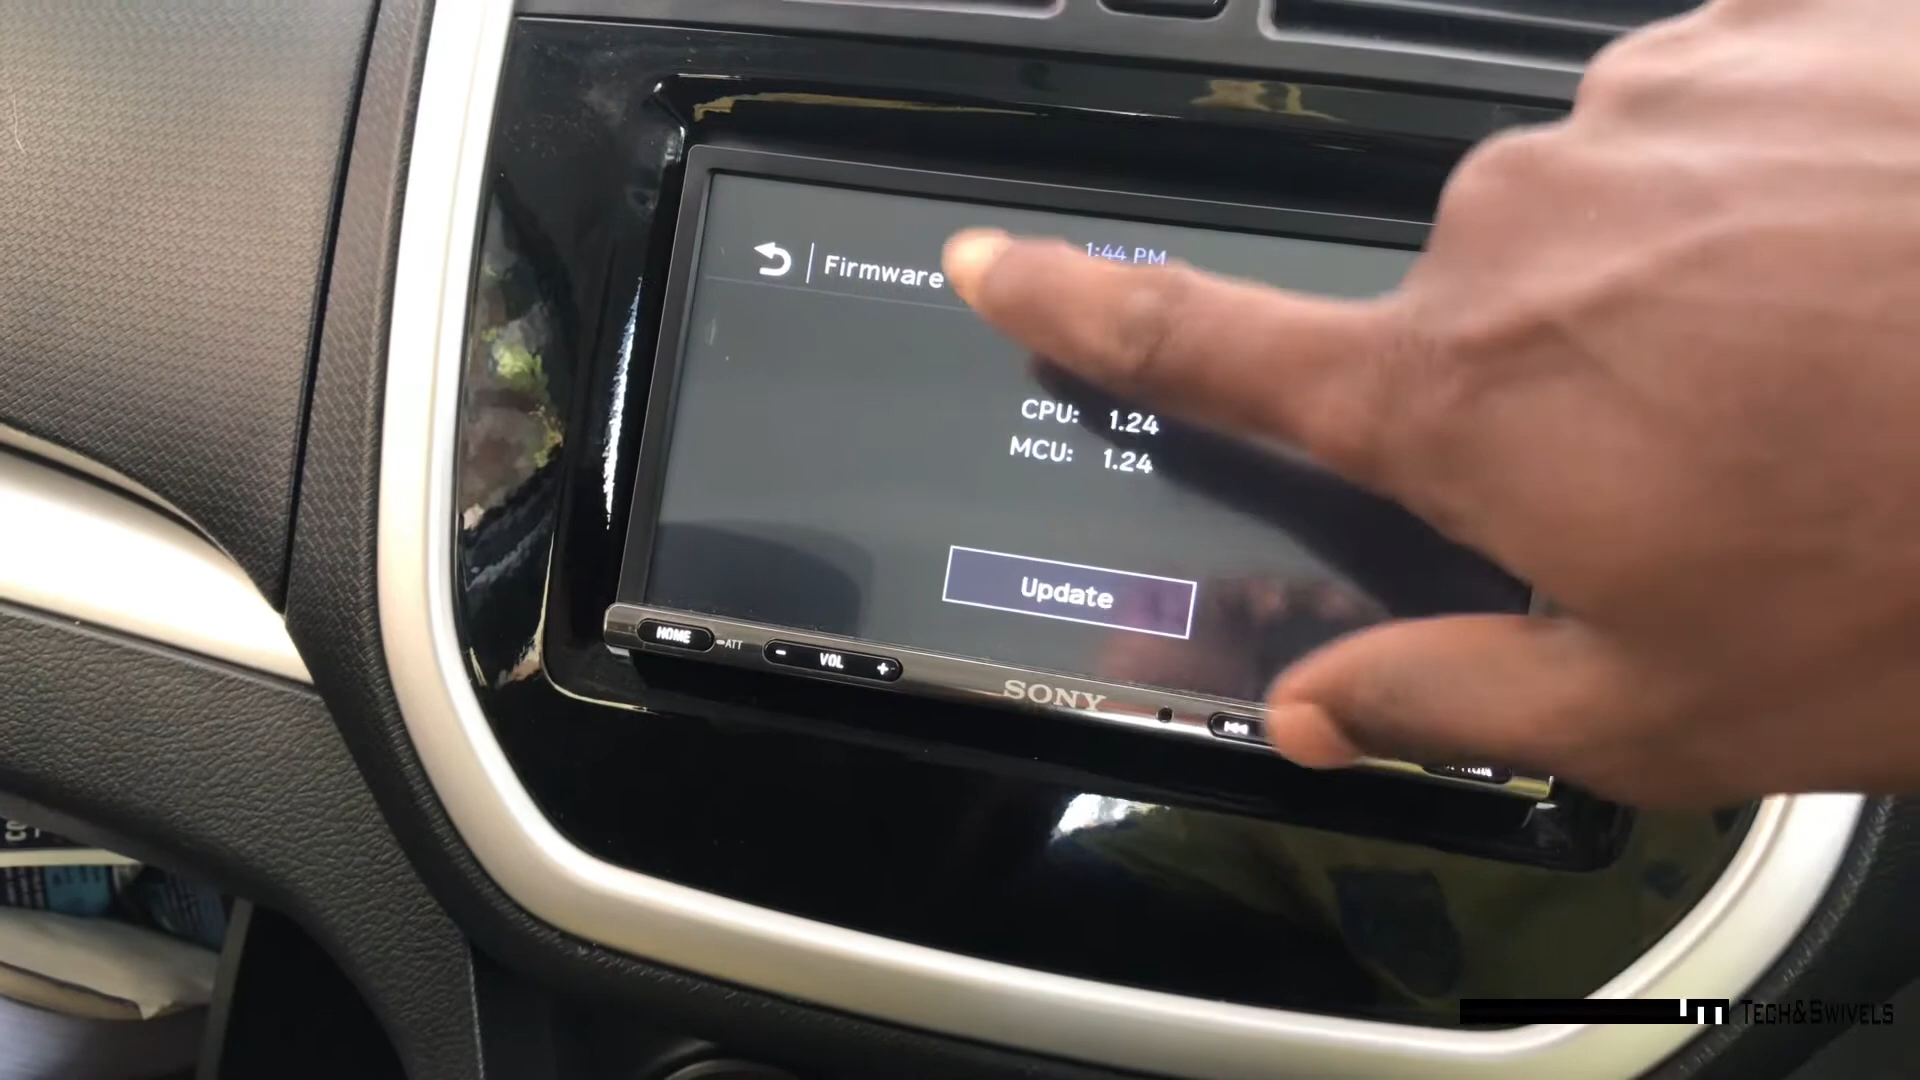 1:44 PM
Firmware
CPU: 1.24
MCU: 1.24
Update
HOME
ATT
- VOL +
SONY
TECH&SWIVELS